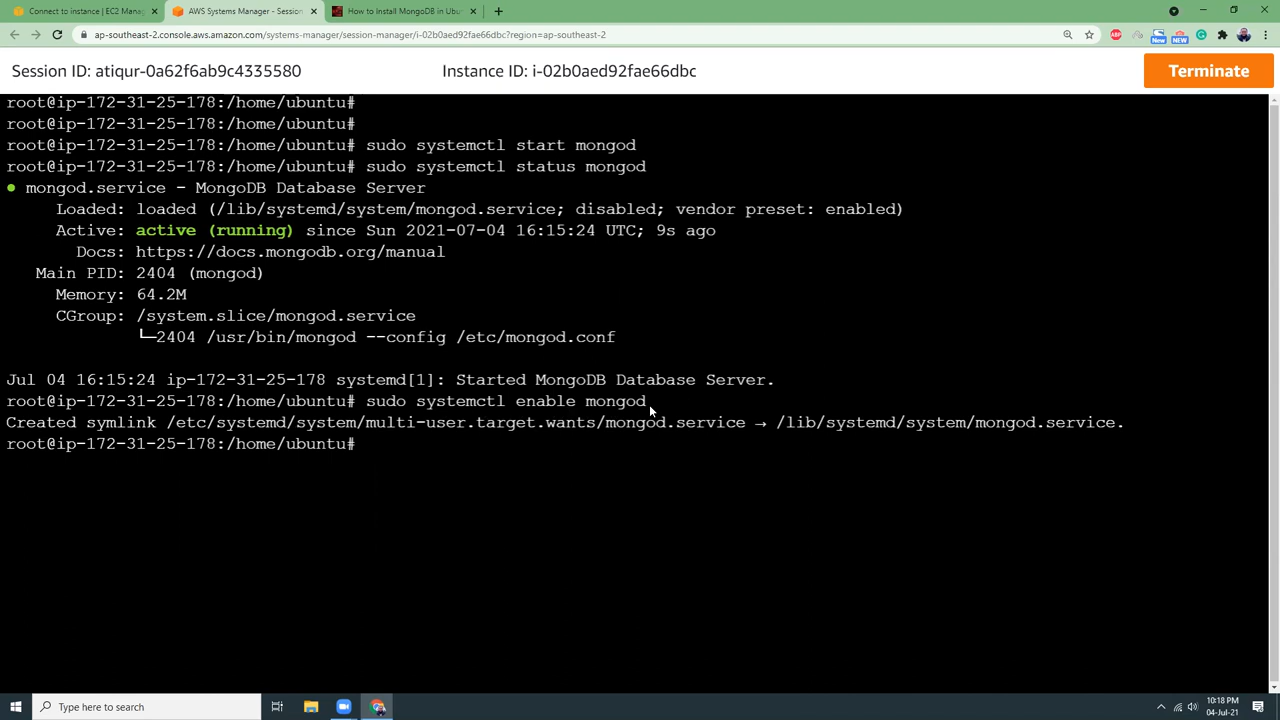 Connect to instance | EC2 Manag
AWS Systems Manager - Session
How to Install MongoDB in Ubun
ap-southeast-2.console.aws.amazon.com/systems-manager/session-manager/i-02b0aed92fae66dbc?region=ap-southeast-2
ABP
New
NEW
Session ID: atiqur-0a62f6ab9c4335580
Instance ID: i-02b0aed92fae66dbc
Terminate
root@ip-172-31-25-178:/home/ubuntu#
root@ip-172-31-25-178:/home/ubuntu#
root@ip-172-31-25-178:/home/ubuntu# sudo systemctl start mongod
root@ip-172-31-25-178:/home/ubuntu# sudo systemctl status mongod
● mongod.service - MongoDB Database Server
Loaded: loaded (/lib/systemd/system/mongod.service; disabled; vendor preset: enabled)
Active: active (running) since Sun 2021-07-04 16:15:24 UTC; 9s ago
Docs: https://docs.mongodb.org/manual
Main PID: 2404 (mongod)
Memory: 64.2M
CGroup: /system.slice/mongod.service
└─2404 /usr/bin/mongod --config /etc/mongod.conf
Jul 04 16:15:24 ip-172-31-25-178 systemd[1]: Started MongoDB Database Server.
root@ip-172-31-25-178:/home/ubuntu# sudo systemctl enable mongod
Created symlink /etc/systemd/system/multi-user.target.wants/mongod.service → /lib/systemd/system/mongod.service.
root@ip-172-31-25-178:/home/ubuntu#
Type here to search
10:18 PM
04-Jul-21